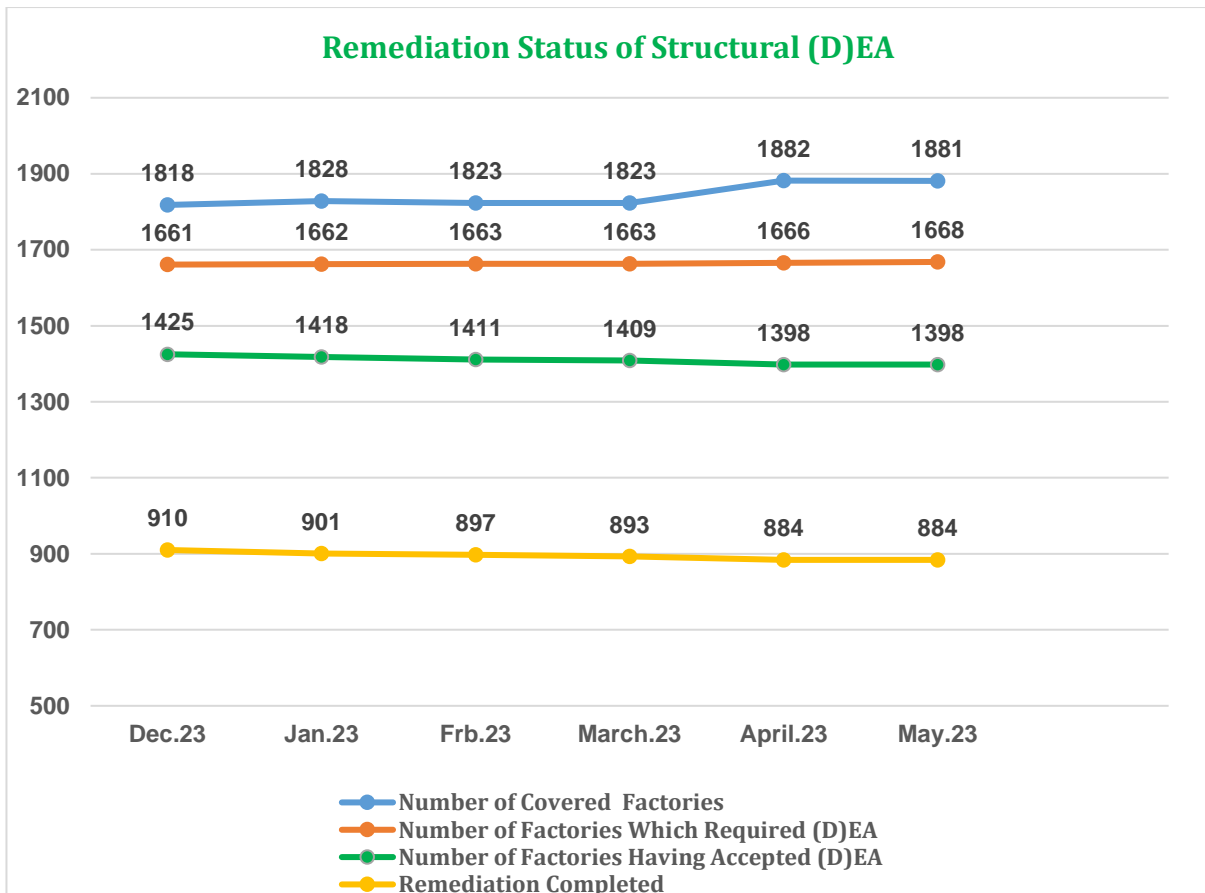 Remediation Status of Structural (D)EA
2100
1900
1700
1500
1300
1100
900
700
500
1818 1828 1823 1823 1882 1881
1661 1662 1663 1663 1666 1668
1425 1418 1411 1409 1398 1398
910 901 897 893 884 884
Dec.23 Jan.23 Frb.23 March.23 April.23 May.23
Number of Covered Factories
Number of Factories Which Required (D)EA
Number of Factories Having Accepted (D)EA
Remediation Completed